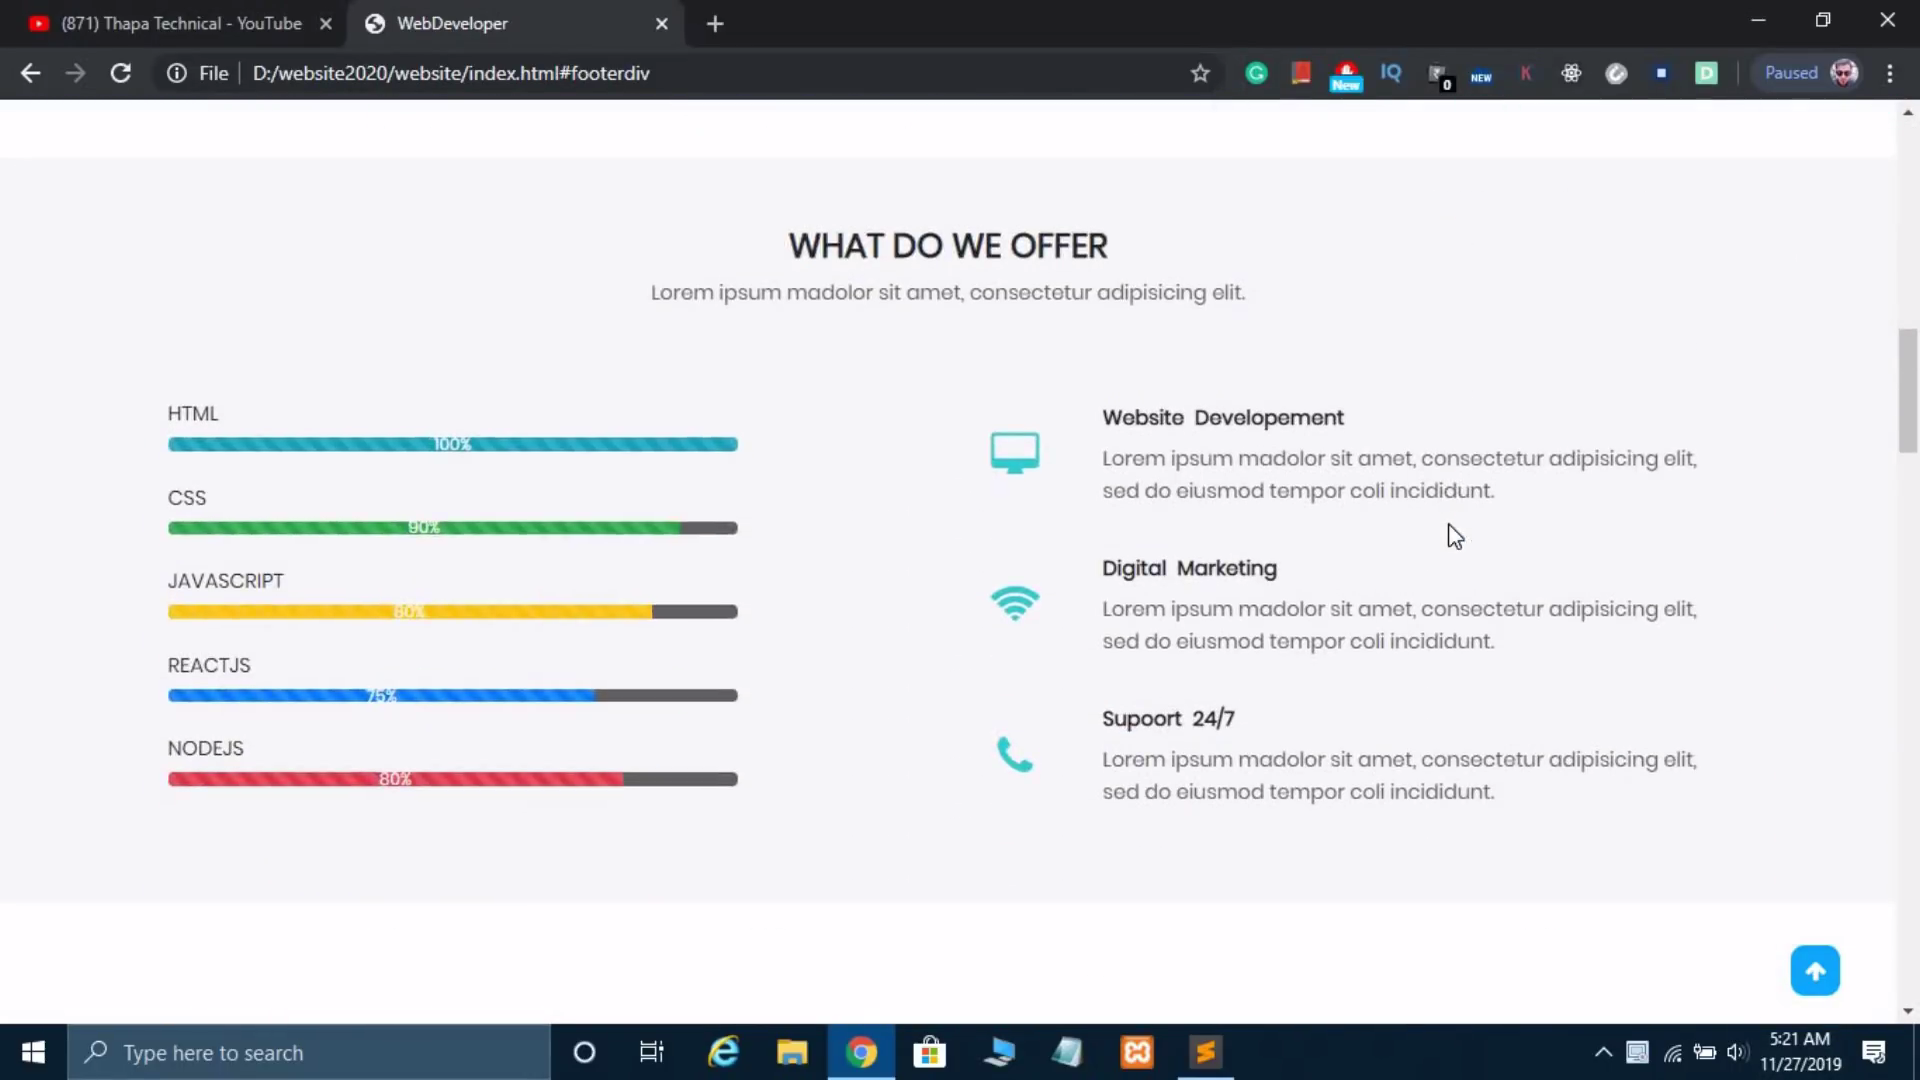 (871) Thapa Technical - YouTube
WebDeveloper
File
D:/website2020/website/index.html#footerdiv
New
IQ
0
NEW
K
D
Paused
WHAT DO WE OFFER
Lorem ipsum madolor sit amet, consectetur adipisicing elit.
HTML
100%
CSS
90%
JAVASCRIPT
80%
REACTJS
75%
NODEJS
80%
Website Developement
Lorem ipsum madolor sit amet, consectetur adipisicing elit,
sed do eiusmod tempor coli incididunt.
Digital Marketing
Lorem ipsum madolor sit amet, consectetur adipisicing elit,
sed do eiusmod tempor coli incididunt.
Supoort 24/7
Lorem ipsum madolor sit amet, consectetur adipisicing elit,
sed do eiusmod tempor coli incididunt.
Type here to search
5:21 AM
11/27/2019